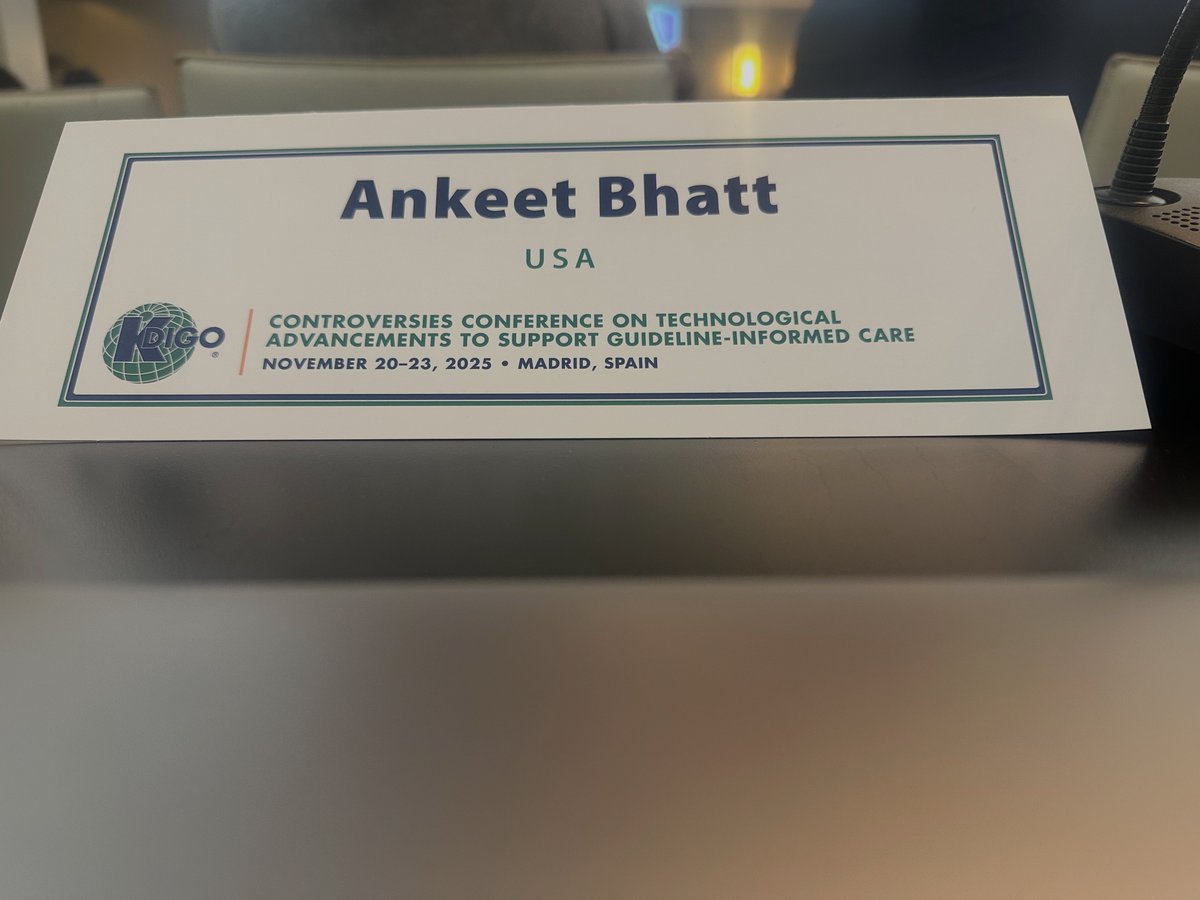 Ankeet Bhatt
USA
KDIGO®
CONTROVERSIES CONFERENCE ON TECHNOLOGICAL
ADVANCEMENTS TO SUPPORT GUIDELINE-INFORMED CARE
NOVEMBER 20–23, 2025 • MADRID, SPAIN